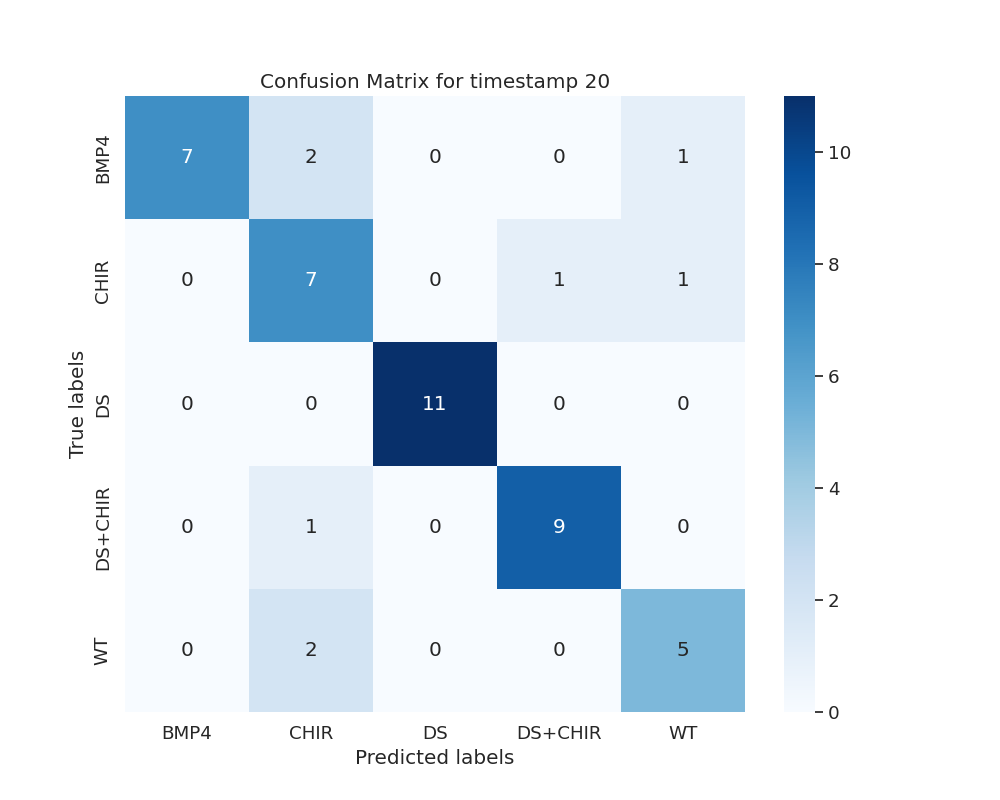 Confusion Matrix for timestamp 20
True labels
BMP4 7 2 0 0 1
CHIR 0 7 0 1 1
DS 0 0 11 0 0
DS+CHIR 0 1 0 9 0
WT 0 2 0 0 5
BMP4 CHIR DS DS+CHIR WT
Predicted labels
10
8
6
4
2
0